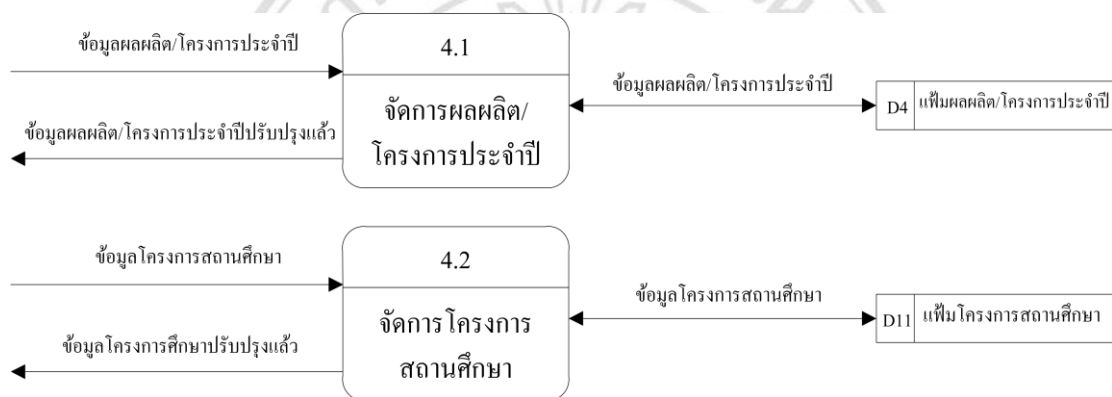 ข้อมูลผลผลิต/โครงการประจำปี
4.1
ข้อมูลผลผลิต/โครงการประจำปี
D4
แฟ้มผลผลิต/โครงการประจำปี
จัดการผลผลิต/
โครงการประจำปี
ข้อมูลผลผลิต/โครงการประจำปีปรับปรุงแล้ว
ข้อมูลโครงการสถานศึกษา
4.2
ข้อมูลโครงการสถานศึกษา
D11
แฟ้มโครงการสถานศึกษา
จัดการโครงการ
สถานศึกษา
ข้อมูลโครงการศึกษาปรับปรุงแล้ว